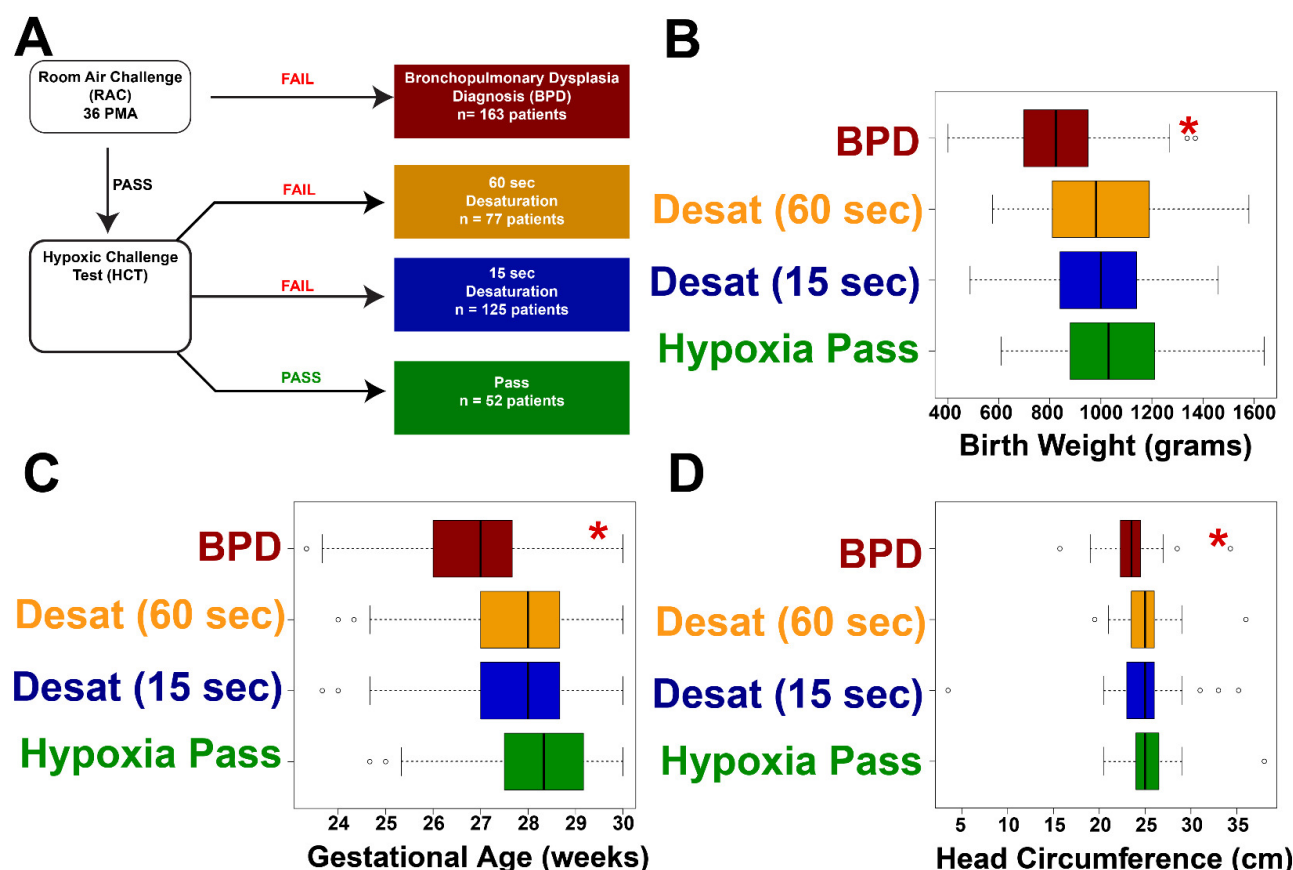 A
Room Air Challenge
(RAC)
36 PMA
FAIL
Bronchopulmonary Dysplasia
Diagnosis (BPD)
n= 163 patients
PASS
FAIL
60 sec
Desaturation
n = 77 patients
Hypoxic Challenge
Test (HCT)
FAIL
15 sec
Desaturation
n = 125 patients
PASS
Pass
n = 52 patients
B
BPD
*
Desat (60 sec)
Desat (15 sec)
Hypoxia Pass
400 600 800 1000 1200 1400 1600
Birth Weight (grams)
C
BPD
*
Desat (60 sec)
Desat (15 sec)
Hypoxia Pass
24 25 26 27 28 29 30
Gestational Age (weeks)
D
BPD
*
Desat (60 sec)
Desat (15 sec)
Hypoxia Pass
5 10 15 20 25 30 35
Head Circumference (cm)